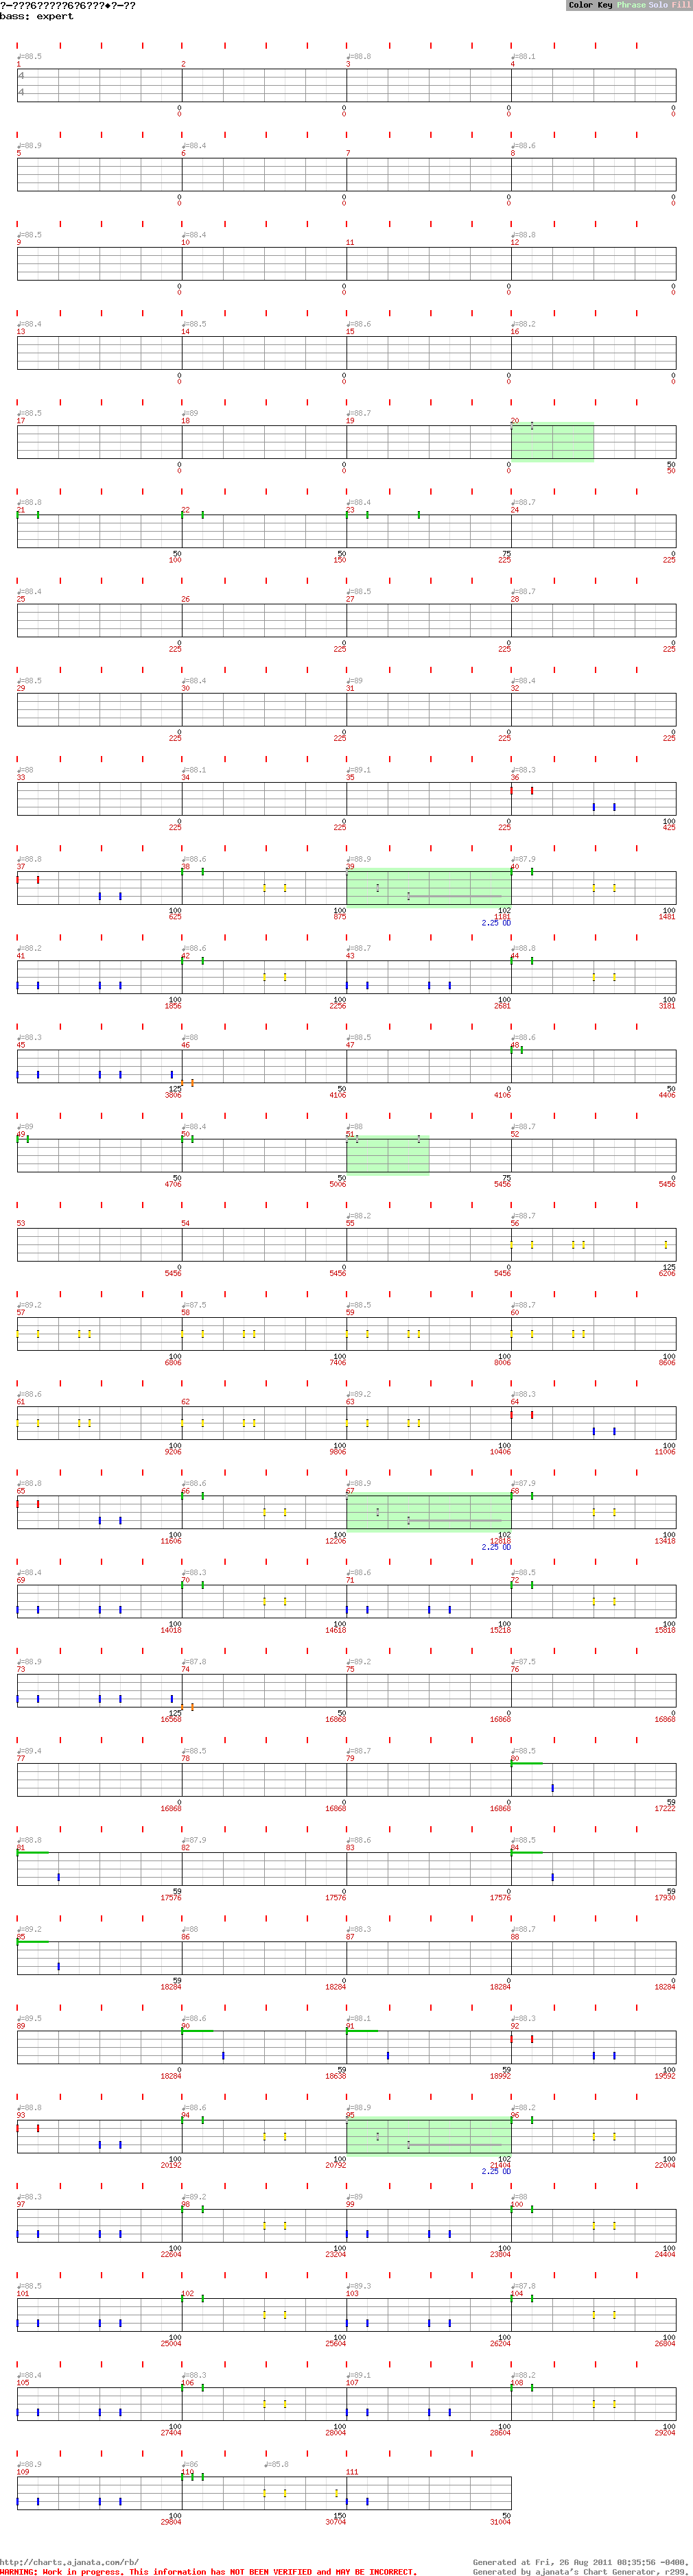 ?-???6?????6?6???♦?-??
Color Key Phrase Solo Fill
bass: expert
♩=88.5 ♩=88.8 ♩=88.1
1 2 3 4
4
4
0 0 0 0
0 0 0 0
♩=88.9 ♩=88.4 ♩=88.6
5 6 7 8
0 0 0 0
0 0 0 0
♩=88.5 ♩=88.4 ♩=88.8
9 10 11 12
0 0 0 0
0 0 0 0
♩=88.4 ♩=88.5 ♩=88.6 ♩=88.2
13 14 15 16
0 0 0 0
0 0 0 0
♩=88.5 ♩=89 ♩=88.7
17 18 19 20
0 0 0 50
0 0 0 50
♩=88.8 ♩=88.4 ♩=88.7
21 22 23 24
50 50 75 0
100 150 225 225
♩=88.4 ♩=88.5 ♩=88.7
25 26 27 28
0 0 0 0
225 225 225 225
♩=88.5 ♩=88.4 ♩=89 ♩=88.4
29 30 31 32
0 0 0 0
225 225 225 225
♩=88 ♩=88.1 ♩=89.1 ♩=88.3
33 34 35 36
0 0 0 100
225 225 225 425
♩=88.8 ♩=88.6 ♩=88.9 ♩=87.9
37 38 39 40
100 100 102 100
625 875 1181 1481
2.25 OD
♩=88.2 ♩=88.6 ♩=88.7 ♩=88.8
41 42 43 44
100 100 100 100
1856 2256 2681 3181
♩=88.3 ♩=88 ♩=88.5 ♩=88.6
45 46 47 48
125 50 0 50
3806 4106 4106 4406
♩=89 ♩=88.4 ♩=88 ♩=88.7
49 50 51 52
50 50 75 0
4706 5006 5456 5456
♩=88.2 ♩=88.7
53 54 55 56
0 0 0 125
5456 5456 5456 6206
♩=89.2 ♩=87.5 ♩=88.5 ♩=88.7
57 58 59 60
100 100 100 100
6806 7406 8006 8606
♩=88.6 ♩=89.2 ♩=88.3
61 62 63 64
100 100 100 100
9206 9806 10406 11006
♩=88.8 ♩=88.6 ♩=88.9 ♩=87.9
65 66 67 68
100 100 102 100
11606 12206 12818 13418
2.25 OD
♩=88.4 ♩=88.3 ♩=88.6 ♩=88.5
69 70 71 72
100 100 100 100
14018 14618 15218 15818
♩=88.9 ♩=87.8 ♩=89.2 ♩=87.5
73 74 75 76
125 50 0 0
16568 16868 16868 16868
♩=89.4 ♩=88.5 ♩=88.7 ♩=88.5
77 78 79 80
0 0 0 59
16868 16868 16868 17222
♩=88.8 ♩=87.9 ♩=88.6 ♩=88.5
81 82 83 84
59 0 0 59
17576 17576 17576 17930
♩=89.2 ♩=88 ♩=88.3 ♩=88.7
85 86 87 88
59 0 0 0
18284 18284 18284 18284
♩=89.5 ♩=88.6 ♩=88.1 ♩=88.3
89 90 91 92
0 59 59 100
18284 18638 18992 19592
♩=88.8 ♩=88.6 ♩=88.9 ♩=88.2
93 94 95 96
100 100 102 100
20192 20792 21404 22004
2.25 OD
♩=88.3 ♩=89.2 ♩=89 ♩=88
97 98 99 100
100 100 100 100
22604 23204 23804 24404
♩=88.5 ♩=89.3 ♩=87.8
101 102 103 104
100 100 100 100
25004 25604 26204 26804
♩=88.4 ♩=88.3 ♩=89.1 ♩=88.2
105 106 107 108
100 100 100 100
27404 28004 28604 29204
♩=88.9 ♩=86 ♩=85.8
109 110 111
100 150 50
29804 30704 31004
http://charts.ajanata.com/rb/ Generated at Fri, 26 Aug 2011 08:35:56 -0400.
WARNING: Work in progress. This information has NOT BEEN VERIFIED and MAY BE INCORRECT. Generated by ajanata's Chart Generator, r299.